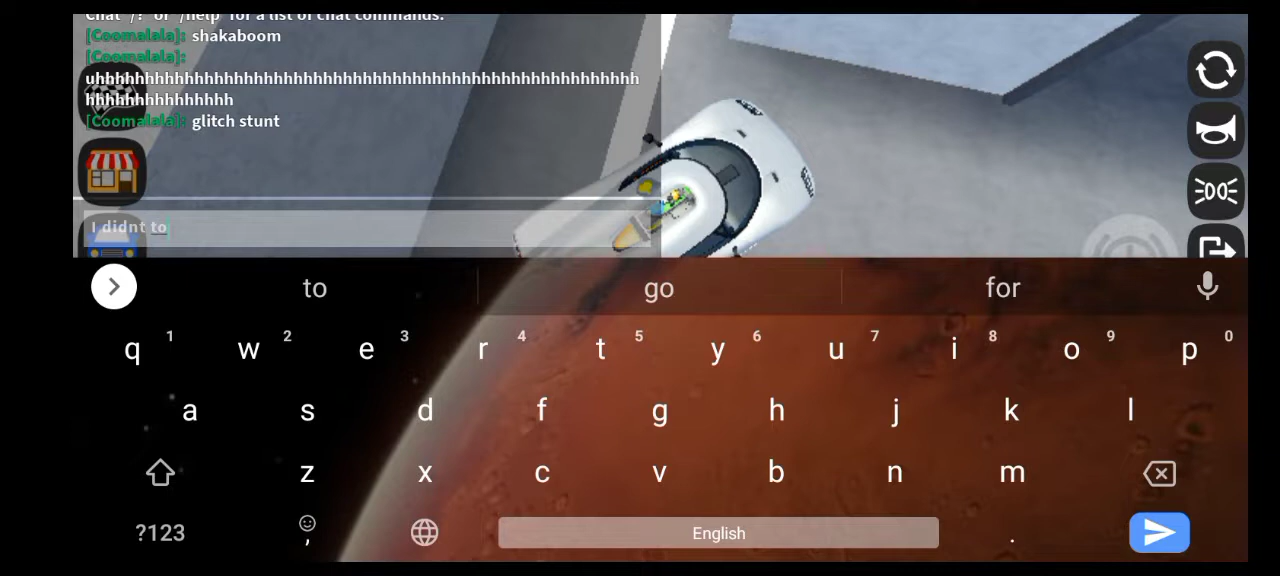 Chat '/?' or '/help' for a list of chat commands.
[Coomalala]: shakaboom
[Coomalala]:
uhbhhhhhhhhhhhhhhhhhhhhhhhhhhhhhhhhhhhhhhhhhhhhhhhhhhhhh
hhhhhhhhhhhhhhh
[Coomalala]: glitch stunt
I didnt to
to go for
q 1 w 2 e 3 r 4 t 5 y 6 u 7 i 8 o 9 p 0
a s d f g h j k l
z x c v b n m
?123 , English .